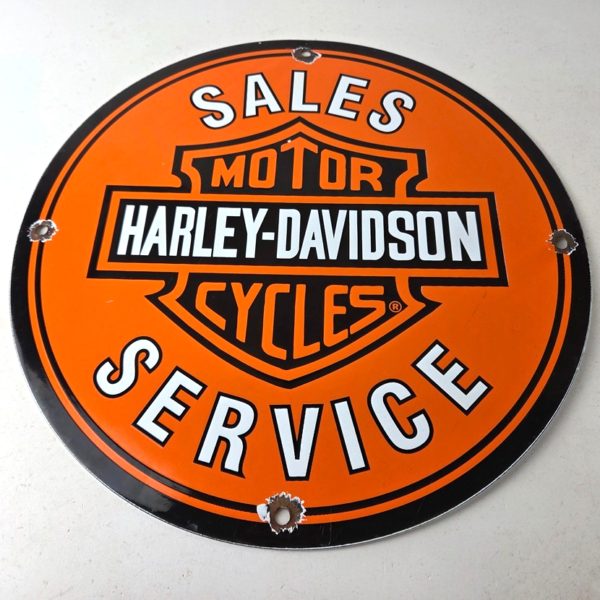 SALES
MOTOR
HARLEY-DAVIDSON
CYCLES®
SERVICE